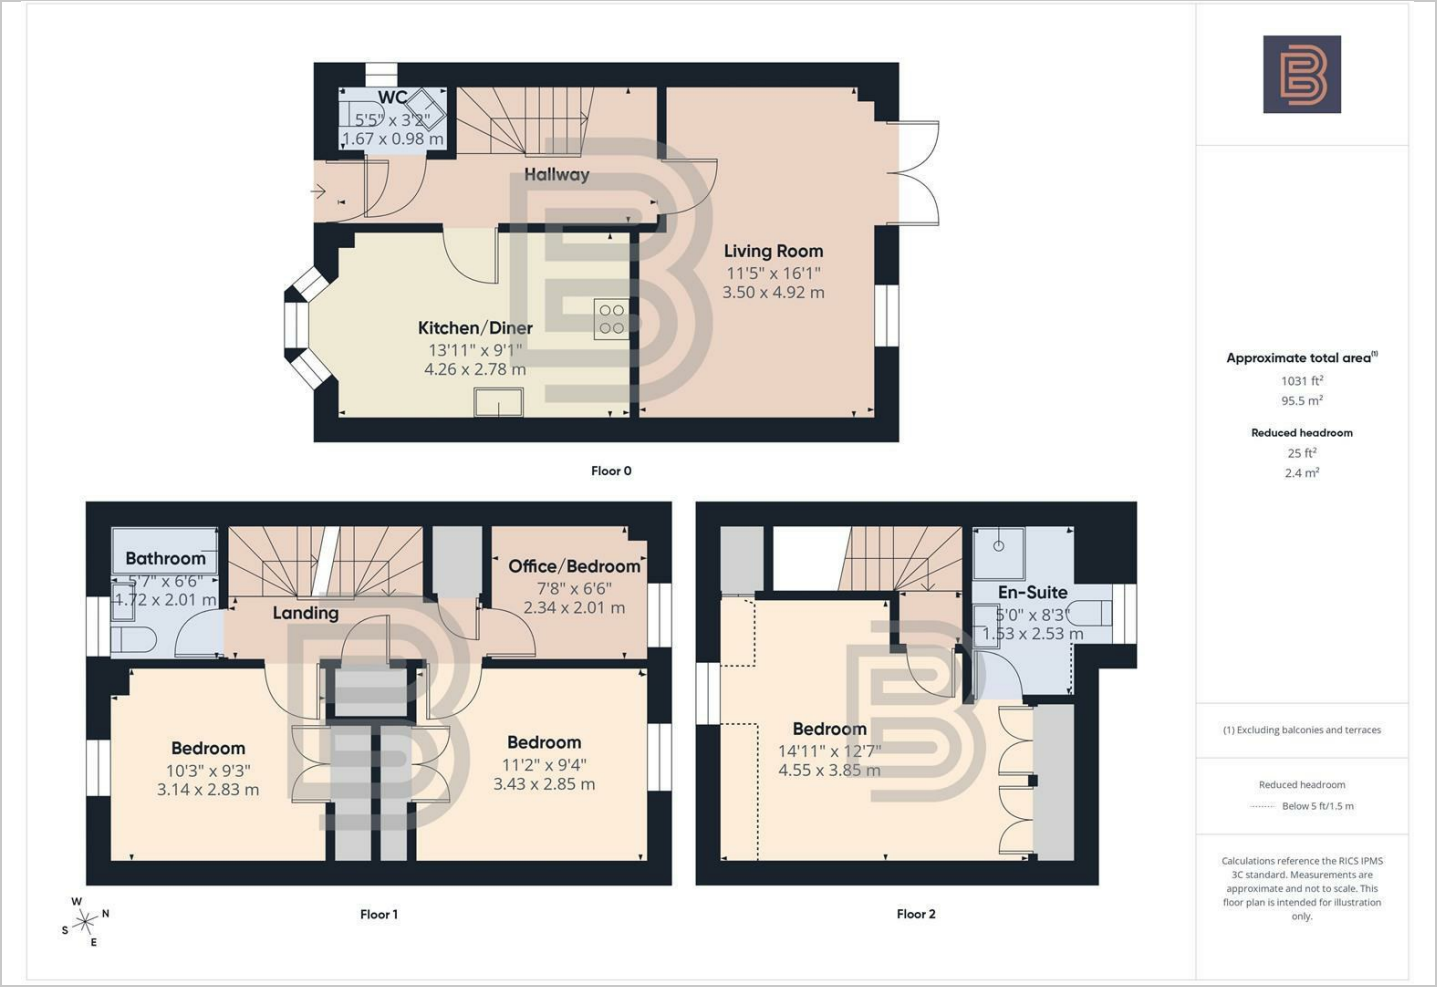 WC
5'5" x 3'2"
1.67 x 0.98 m
Hallway
Living Room
11'5" x 16'1"
3.50 x 4.92 m
Kitchen/Diner
13'11" x 9'1"
4.26 x 2.78 m
Floor 0
Bathroom
5'7" x 6'6"
1.72 x 2.01 m
Landing
Office/Bedroom
7'8" x 6'6"
2.34 x 2.01 m
Bedroom
10'3" x 9'3"
3.14 x 2.83 m
Bedroom
11'2" x 9'4"
3.43 x 2.85 m
Floor 1
En-Suite
5'0" x 8'3"
1.53 x 2.53 m
Bedroom
14'11" x 12'7"
4.55 x 3.85 m
Floor 2
W
N
S
E
B
Approximate total area(1)
1031 ft²
95.5 m²
Reduced headroom
25 ft²
2.4 m²
(1) Excluding balconies and terraces
Reduced headroom
Below 5 ft/1.5 m
Calculations reference the RICS IPMS
3C standard. Measurements are
approximate and not to scale. This
floor plan is intended for illustration
only.